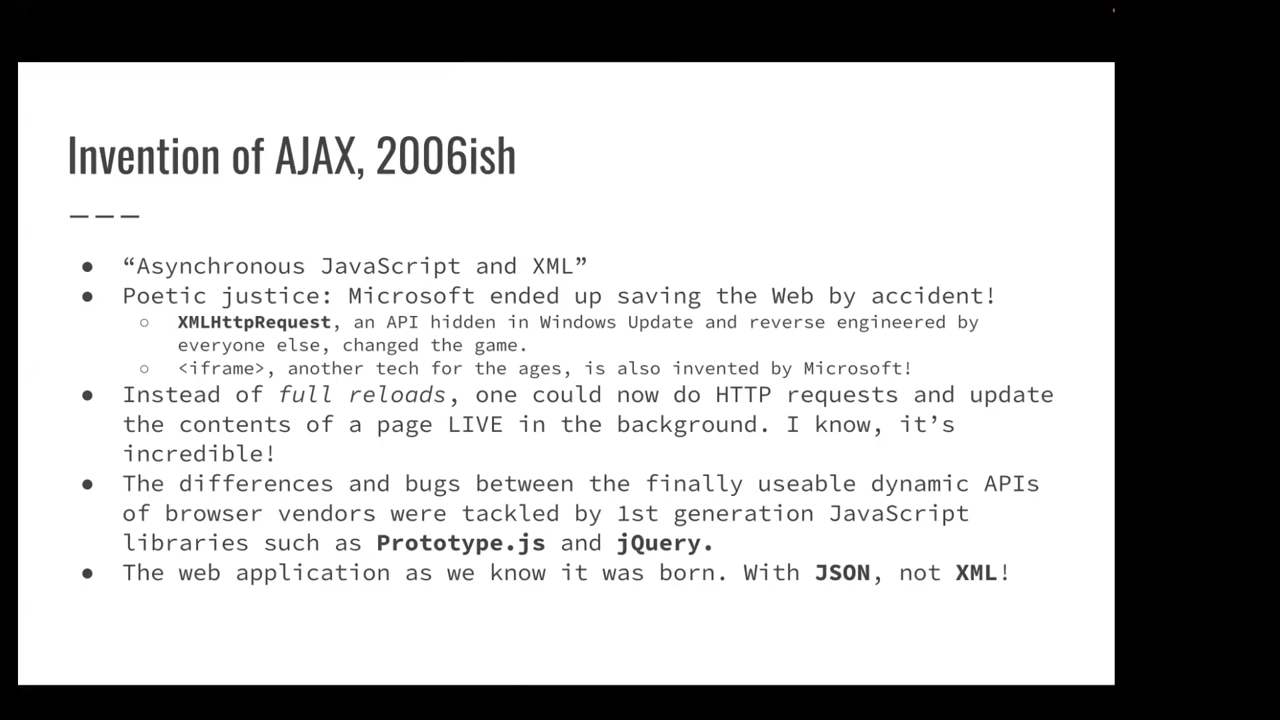 Invention of AJAX, 2006ish
———
● “Asynchronous JavaScript and XML”
● Poetic justice: Microsoft ended up saving the Web by accident!
○ XMLHttpRequest, an API hidden in Windows Update and reverse engineered by
everyone else, changed the game.
○ <iframe>, another tech for the ages, is also invented by Microsoft!
● Instead of full reloads, one could now do HTTP requests and update
the contents of a page LIVE in the background. I know, it’s
incredible!
● The differences and bugs between the finally useable dynamic APIs
of browser vendors were tackled by 1st generation JavaScript
libraries such as Prototype.js and jQuery.
● The web application as we know it was born. With JSON, not XML!